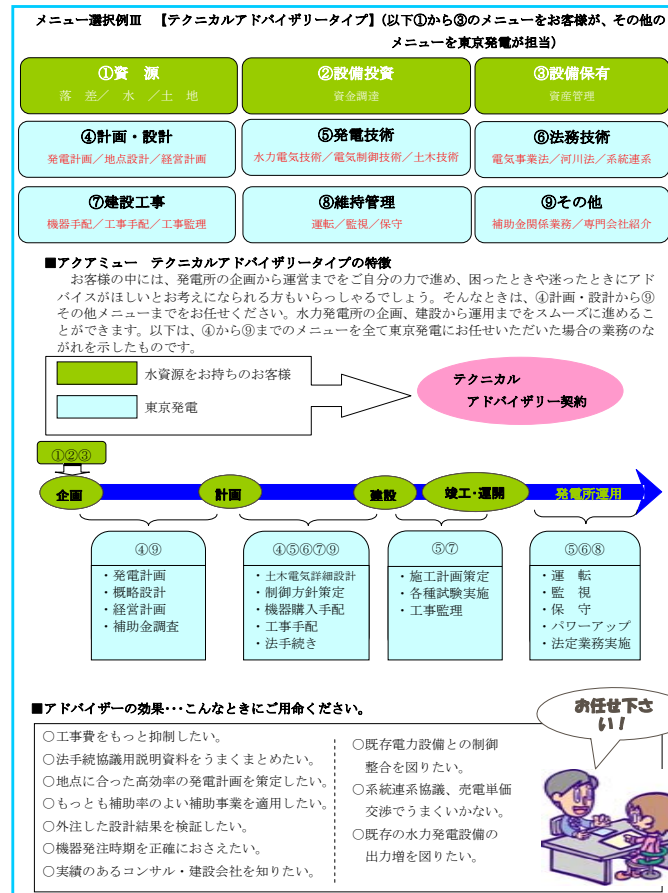 メニュー選択例Ⅲ 【テクニカルアドバイザリータイプ】(以下①から③のメニューをお客様が、その他の
メニューを東京発電が担当)
①資 源
落 差/ 水 /土 地
②設備投資
資金調達
③設備保有
資産管理
④計画・設計
発電計画/地点設計/経営計画
⑤発電技術
水力電気技術/電気制御技術/土木技術
⑥法務技術
電気事業法/河川法/系統連系
⑦建設工事
機器手配/工事手配/工事監理
⑧維持管理
運転/監視/保守
⑨その他
補助金関係業務/専門会社紹介
■アクアミュー テクニカルアドバイザリータイプの特徴
お客様の中には、発電所の企画から運営までをご自分の力で進め、困ったときや迷ったときにアド
バイスがほしいとお考えになられる方もいらっしゃるでしょう。そんなときは、④計画・設計から⑨
その他メニューまでをお任せください。水力発電所の企画、建設から運用までをスムーズに進めるこ
とができます。以下は、④から⑨までのメニューを全て東京発電にお任せいただいた場合の業務のな
がれを示したものです。
水資源をお持ちのお客様
東京発電
テクニカル
アドバイザリー契約
①②③
企画
計画
建設
竣工・運開
発電所運用
④⑨
・発電計画
・概略設計
・経営計画
・補助金調査
④⑤⑥⑦⑨
・土木電気詳細設計
・制御方針策定
・機器購入手配
・工事手配
・法手続き
⑤⑦
・施工計画策定
・各種試験実施
・工事監理
⑤⑥⑧
・運 転
・監 視
・保 守
・パワーアップ
・法定業務実施
■アドバイザーの効果・・・こんなときにご用命ください。
お任せ下さ
い!
○工事費をもっと抑制したい。
○法手続協議用説明資料をうまくまとめたい。
○地点に合った高効率の発電計画を策定したい。
○もっとも補助率のよい補助事業を適用したい。
○外注した設計結果を検証したい。
○機器発注時期を正確におさえたい。
○実績のあるコンサル・建設会社を知りたい。
○既存電力設備との制御
整合を図りたい。
○系統連系協議、売電単価
交渉でうまくいかない。
○既存の水力発電設備の
出力増を図りたい。